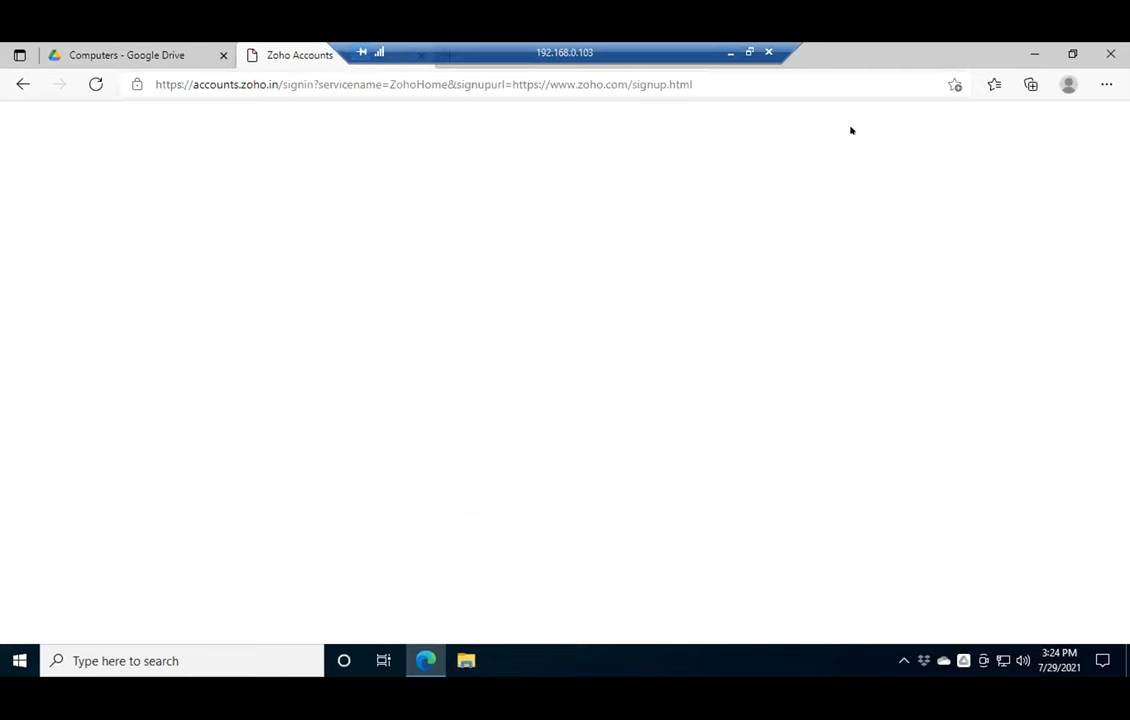 192.168.0.103
Computers - Google Drive
Zoho Accounts
https://accounts.zoho.in/signin?servicename=ZohoHome&signupurl=https://www.zoho.com/signup.html
Type here to search
3:24 PM
7/29/2021